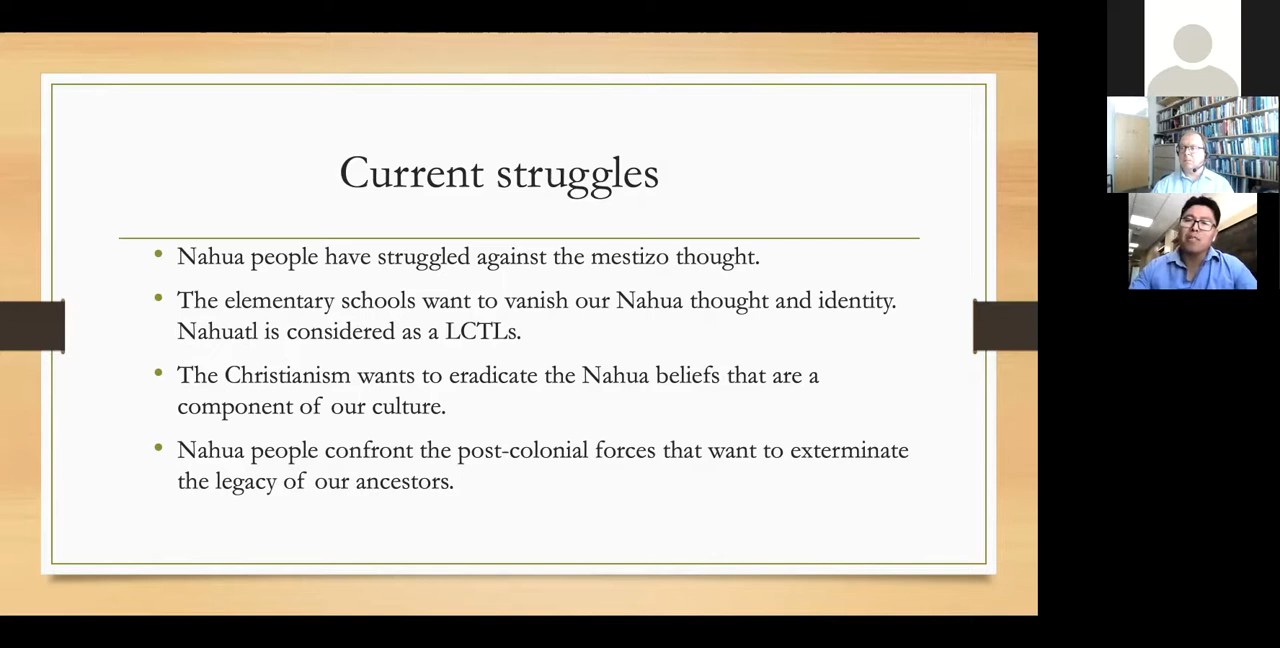 Current struggles
• Nahua people have struggled against the mestizo thought.
• The elementary schools want to vanish our Nahua thought and identity.
Nahuatl is considered as a LCTLs.
• The Christianism wants to eradicate the Nahua beliefs that are a
component of our culture.
• Nahua people confront the post-colonial forces that want to exterminate
the legacy of our ancestors.